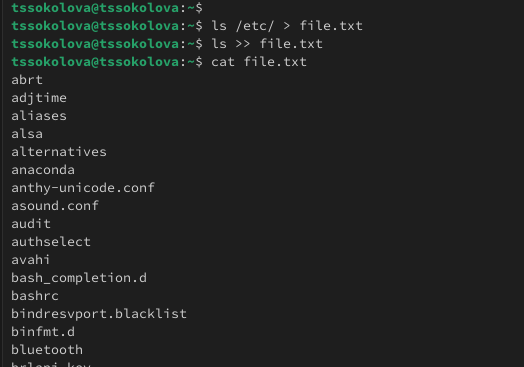 tssokolova@tssokolova:~$
tssokolova@tssokolova:~$ ls /etc/ > file.txt
tssokolova@tssokolova:~$ ls >> file.txt
tssokolova@tssokolova:~$ cat file.txt
abrt
adjtime
aliases
alsa
alternatives
anaconda
anthy-unicode.conf
asound.conf
audit
authselect
avahi
bash_completion.d
bashrc
bindresvport.blacklist
binfmt.d
bluetooth